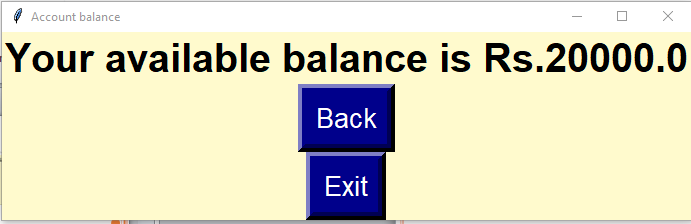 Account balance
Your available balance is Rs.20000.0
Back
Exit